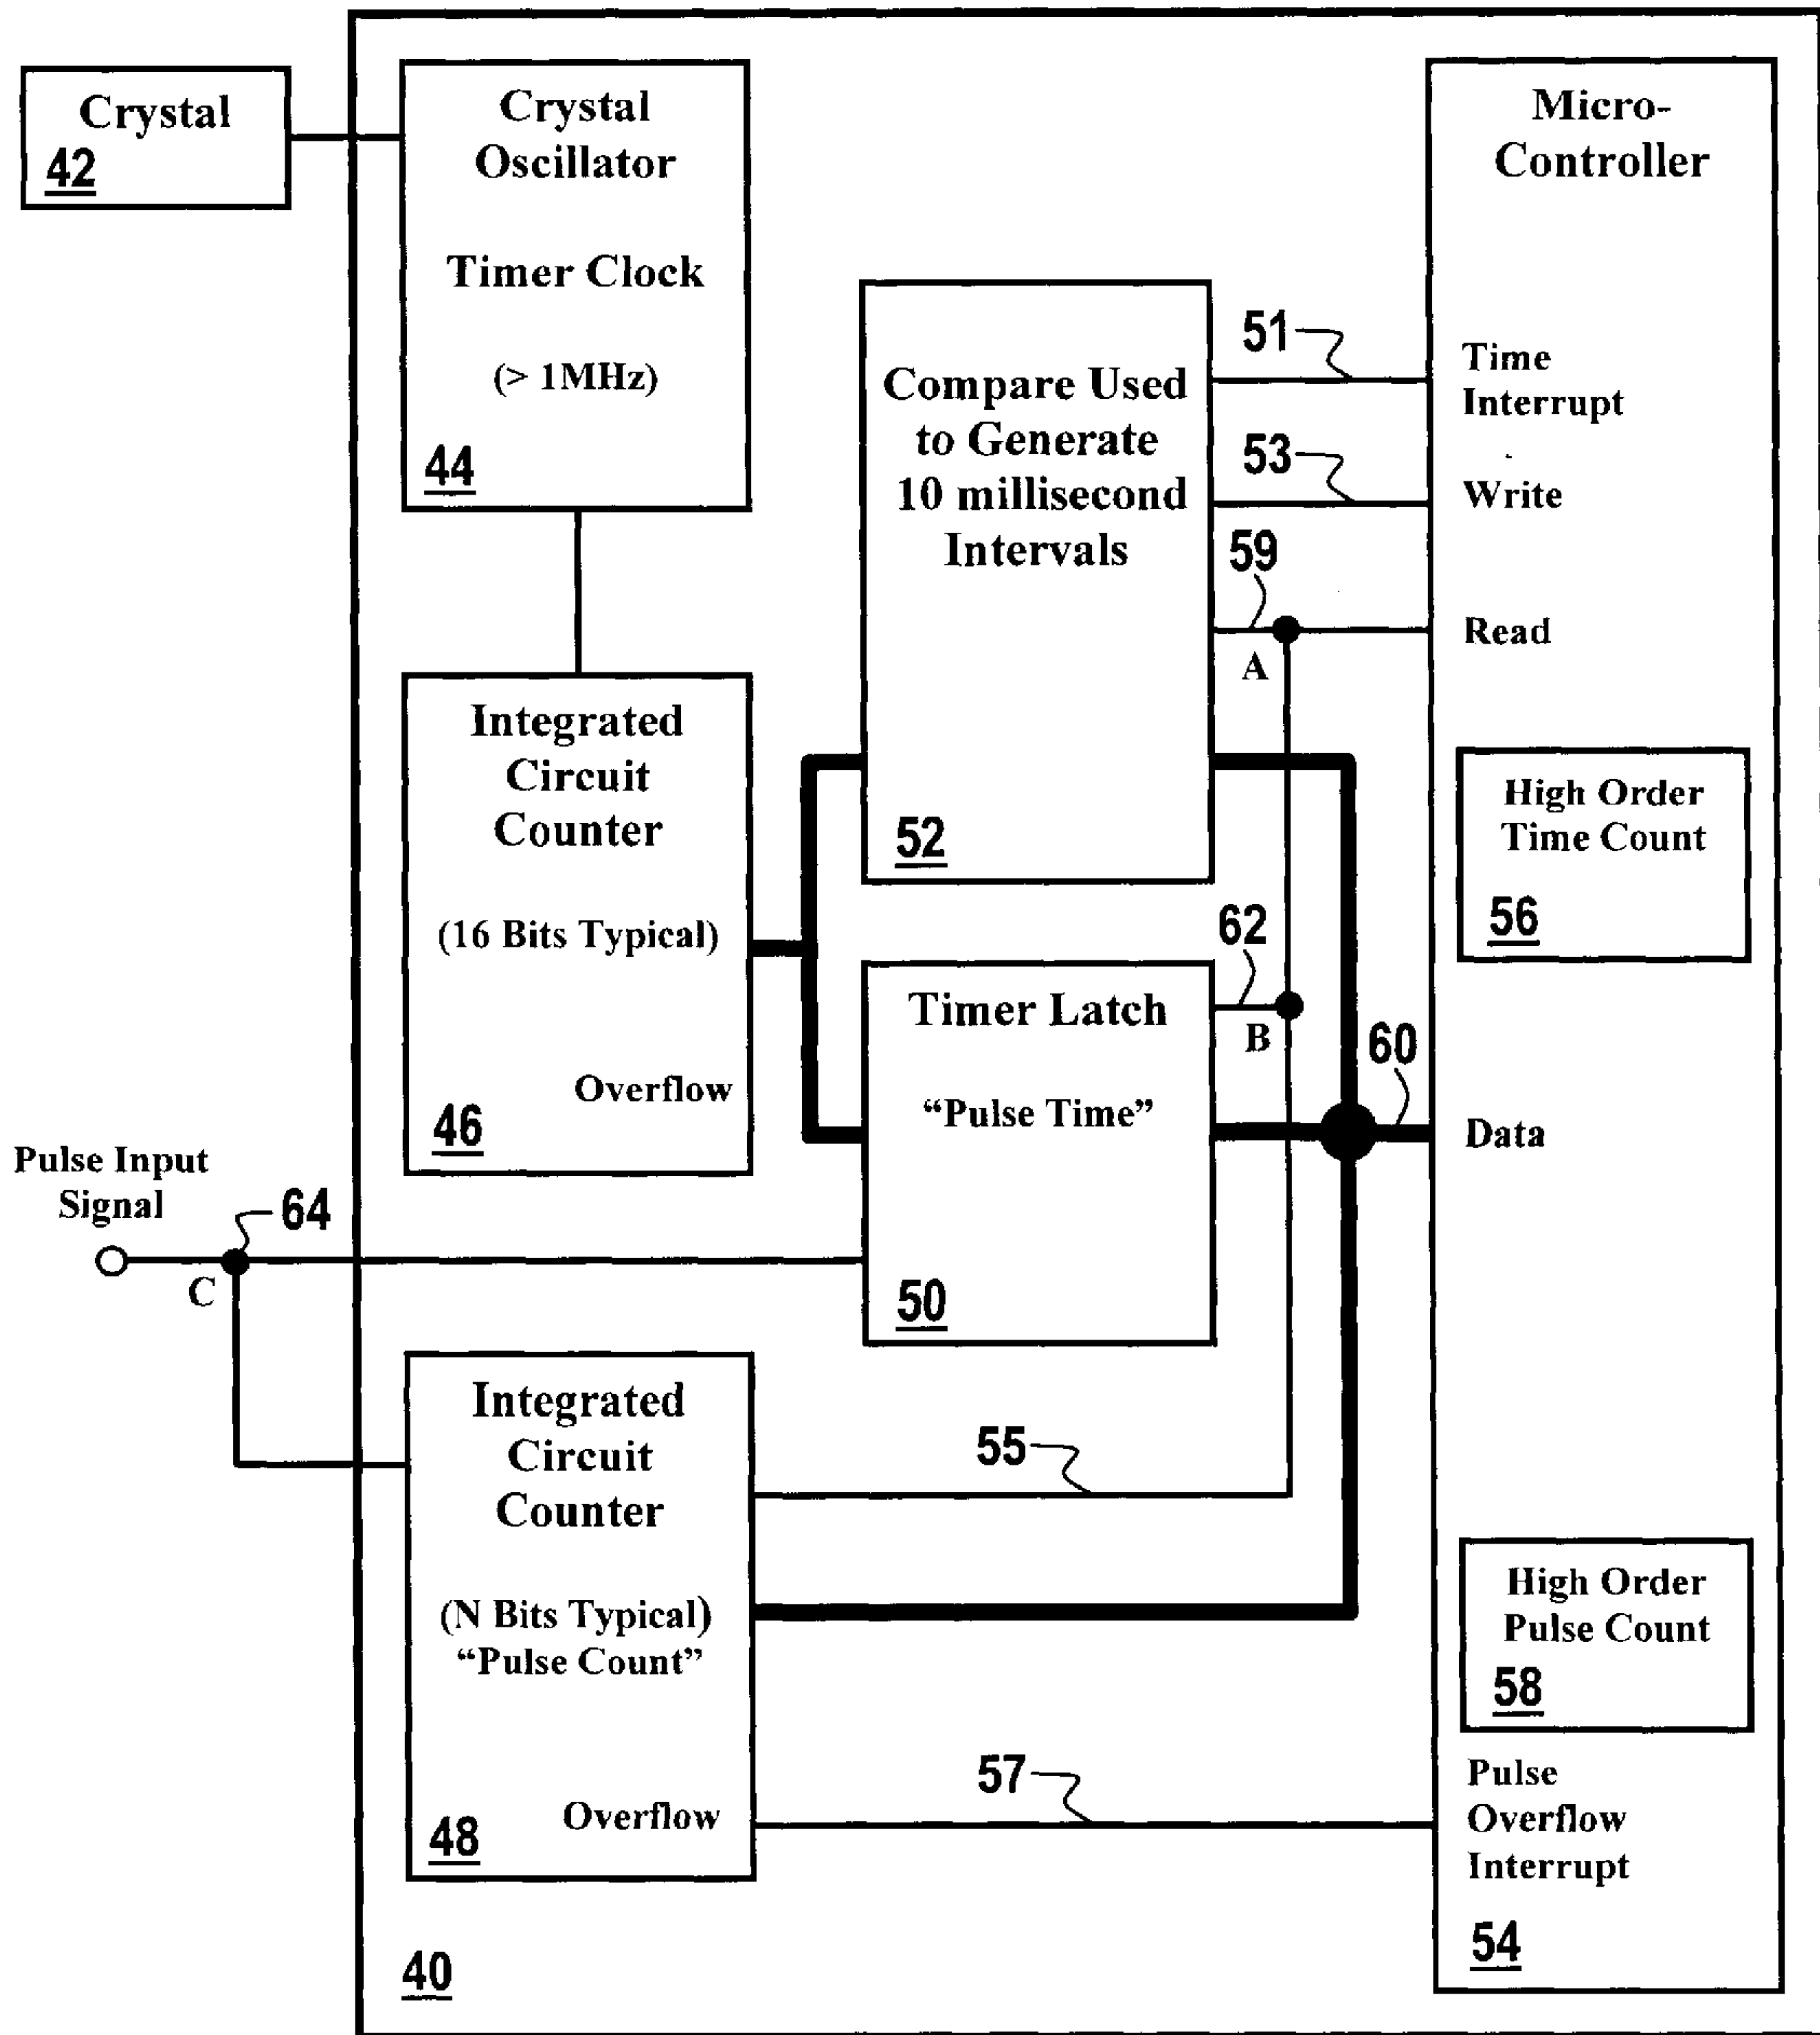 Crystal
42
Crystal
Oscillator
Timer Clock
(> 1MHz)
44
Integrated
Circuit
Counter
(16 Bits Typical)
Overflow
46
Pulse Input
Signal
64
C
Integrated
Circuit
Counter
(N Bits Typical)
“Pulse Count”
Overflow
48
40
Compare Used
to Generate
10 millisecond
Intervals
52
Timer Latch
“Pulse Time”
50
51
53
59
A
62
B
60
55
57
Micro-
Controller
Time
Interrupt
Write
Read
High Order
Time Count
56
Data
High Order
Pulse Count
58
Pulse
Overflow
Interrupt
54